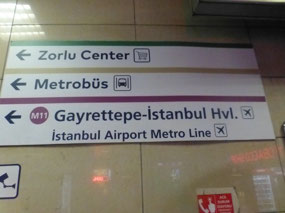 Zorlu Center
Metrobüs
M11 Gayrettepe-İstanbul Hvl.
İstanbul Airport Metro Line